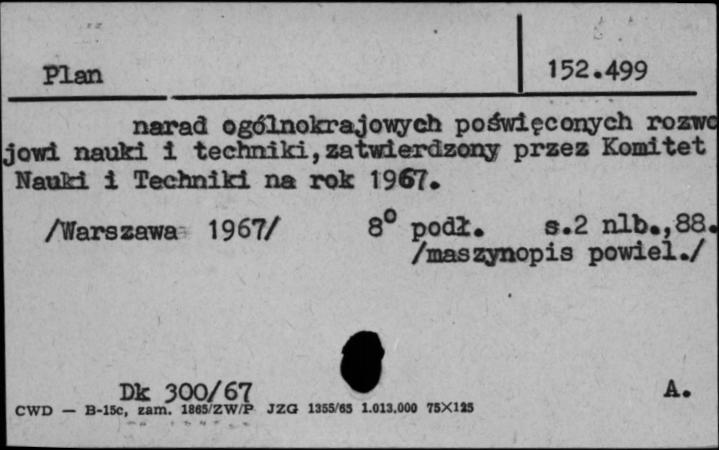 Plan 152.499
narad ogólnokrajowych poświęconych rozwo
jowi nauki i techniki,zatwierdzony przez Komitet
Nauki i Techniki na rok 1967.
/Warszawa 1967/ 8° podł. s.2 nlb.,88.
/maszynopis powiel./
Dk 300/67 A.
CWD — B-15c, zam. 1865/ZW/P JZG 1355/65 1.013.000 75X125